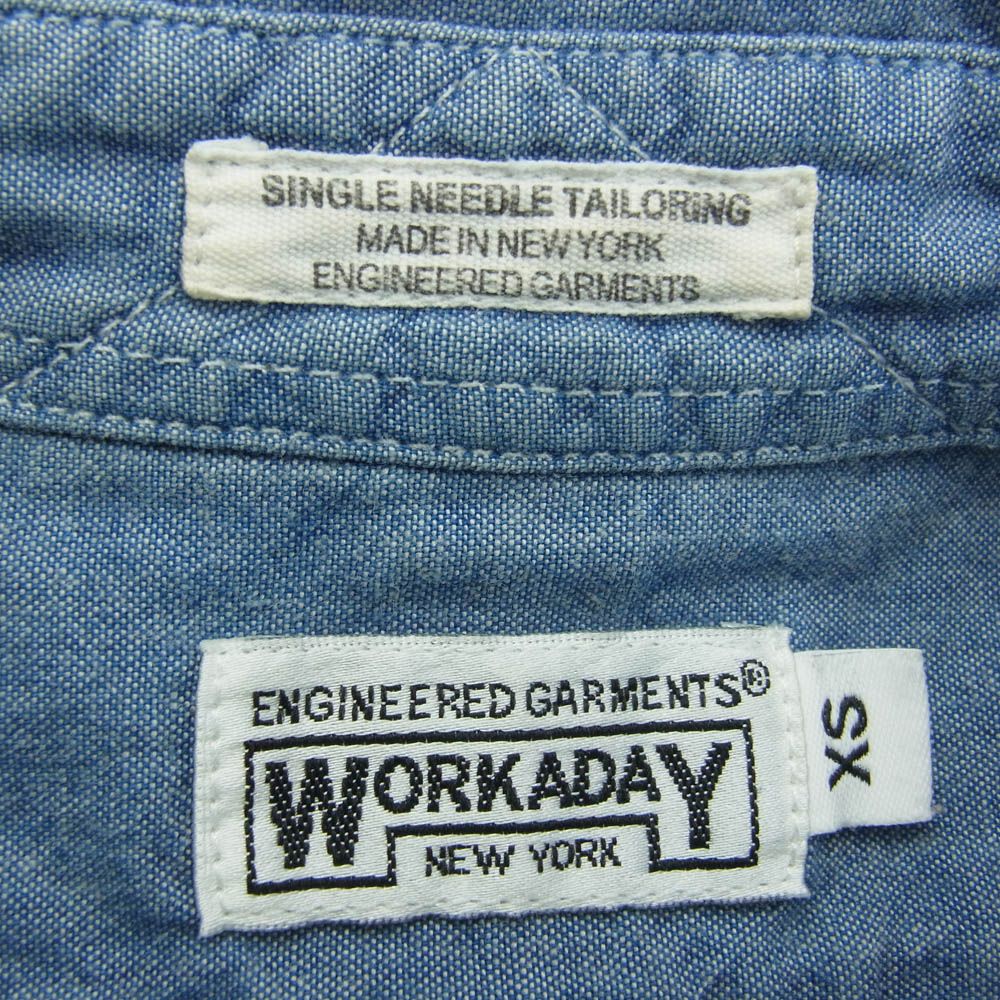 SINGLE NEEDLE TAILORING
MADE IN NEW YORK
ENGINEERED GARMENTS
ENGINEERED GARMENTS®
WORKADAY
NEW YORK
XS